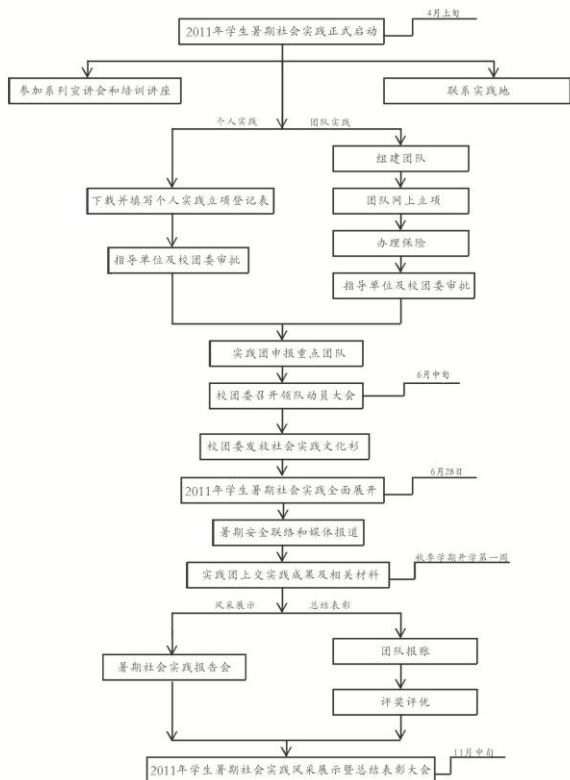 4月上旬
2011年学生暑期社会实践正式启动
参加系列宣讲会和培训讲座
联系实践地
个人实践
团队实践
组建团队
下载并填写个人实践立项登记表
团队网上立项
办理保险
指导单位及校团委审批
指导单位及校团委审批
实践团申报重点团队
6月中旬
校团委召开领队动员大会
校团委发放社会实践文化衫
6月28日
2011年学生暑期社会实践全面展开
暑期安全联络和媒体报道
秋季学期开学第一周
实践团上交实践成果及相关材料
风采展示
总结表彰
团队报账
暑期社会实践报告会
评奖评优
11月中旬
2011年学生暑期社会实践风采展示暨总结表彰大会